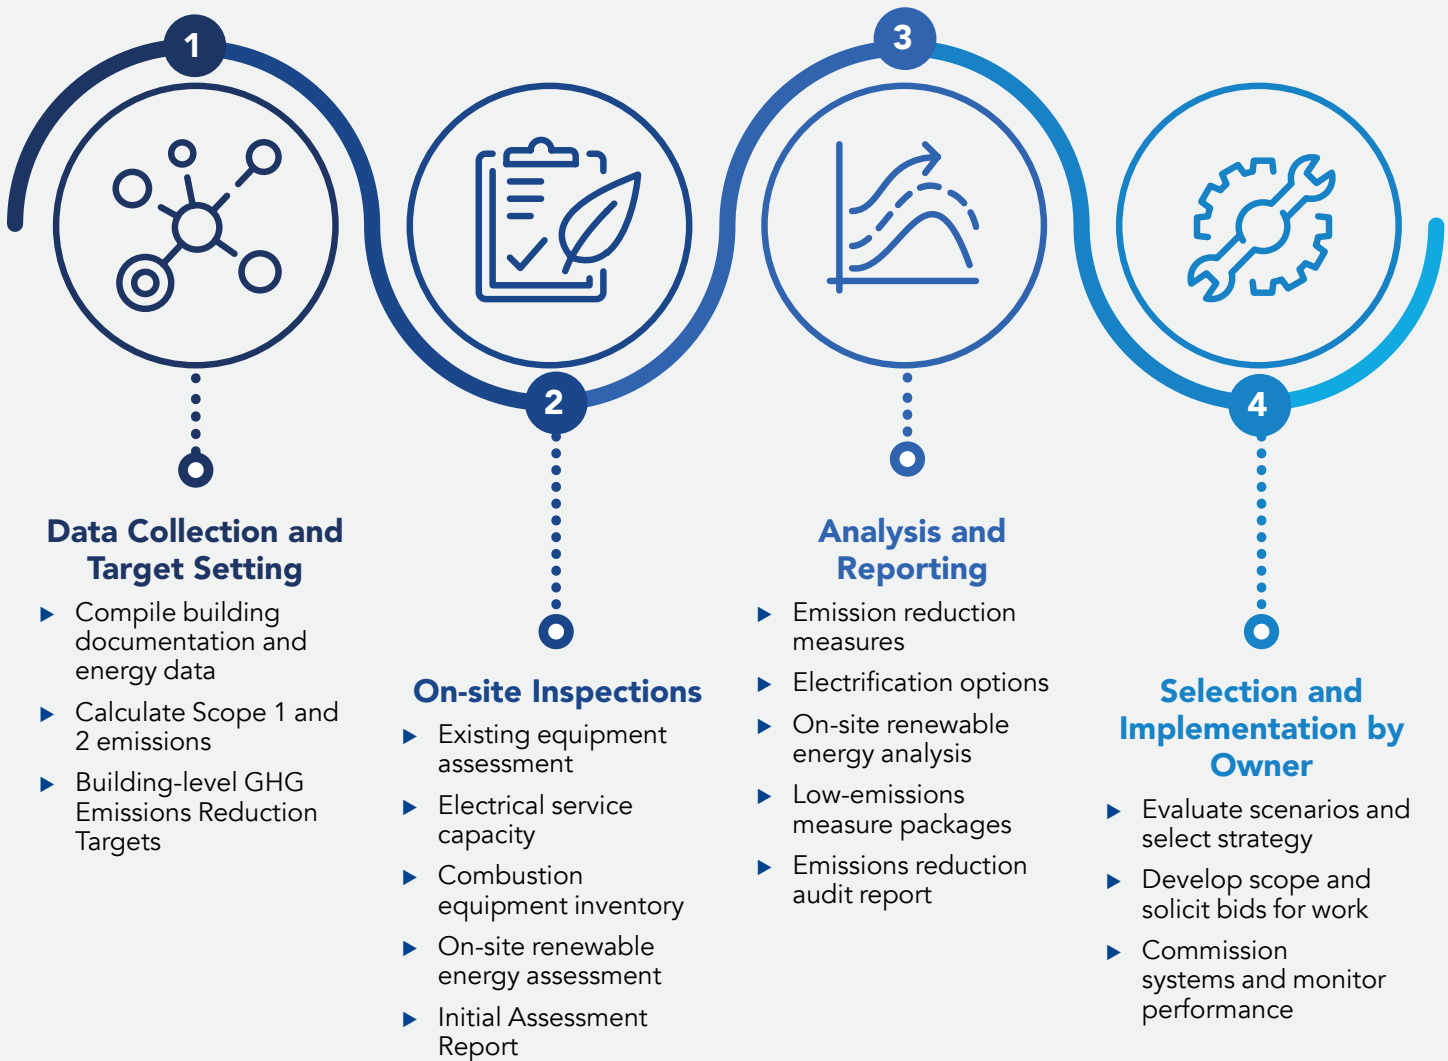 1
Data Collection and
Target Setting
Compile building
documentation and
energy data
Calculate Scope 1 and
2 emissions
Building-level GHG
Emissions Reduction
Targets
2
On-site Inspections
Existing equipment
assessment
Electrical service
capacity
Combustion
equipment inventory
On-site renewable
energy assessment
Initial Assessment
Report
3
Analysis and
Reporting
Emission reduction
measures
Electrification options
On-site renewable
energy analysis
Low-emissions
measure packages
Emissions reduction
audit report
4
Selection and
Implementation by
Owner
Evaluate scenarios and
select strategy
Develop scope and
solicit bids for work
Commission
systems and monitor
performance